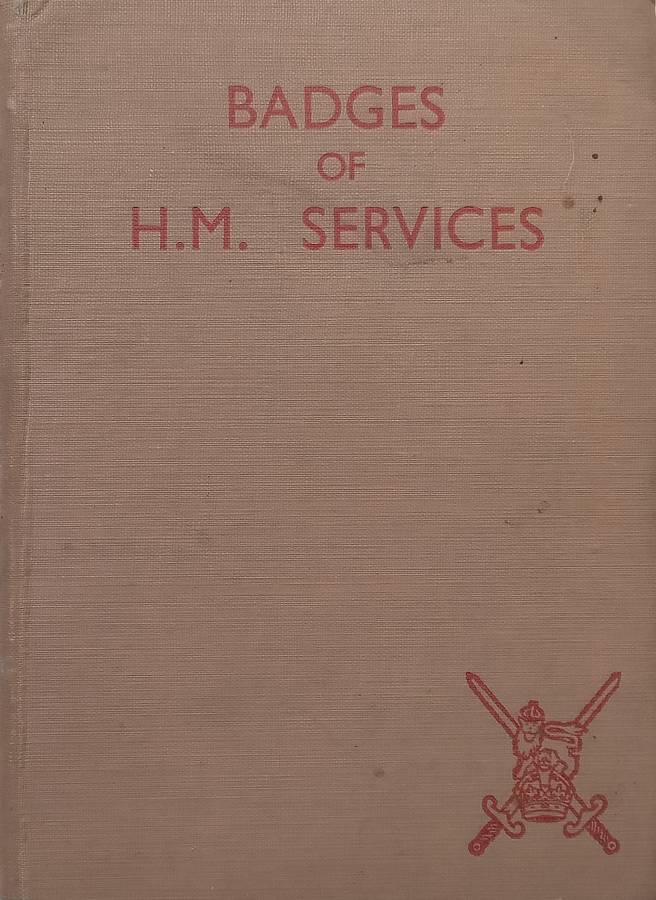 BADGES
OF
H.M. SERVICES